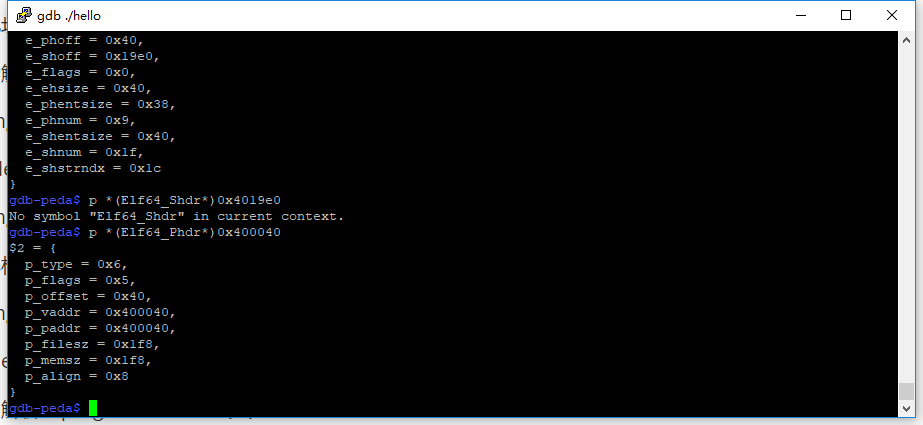 gdb ./hello
  e_phoff = 0x40,
  e_shoff = 0x19e0,
  e_flags = 0x0,
  e_ehsize = 0x40,
  e_phentsize = 0x38,
  e_phnum = 0x9,
  e_shentsize = 0x40,
  e_shnum = 0x1f,
  e_shstrndx = 0x1c
}
gdb-peda$ p *(Elf64_Shdr*)0x4019e0
No symbol "Elf64_Shdr" in current context.
gdb-peda$ p *(Elf64_Phdr*)0x400040
$2 = {
  p_type = 0x6,
  p_flags = 0x5,
  p_offset = 0x40,
  p_vaddr = 0x400040,
  p_paddr = 0x400040,
  p_filesz = 0x1f8,
  p_memsz = 0x1f8,
  p_align = 0x8
}
gdb-peda$